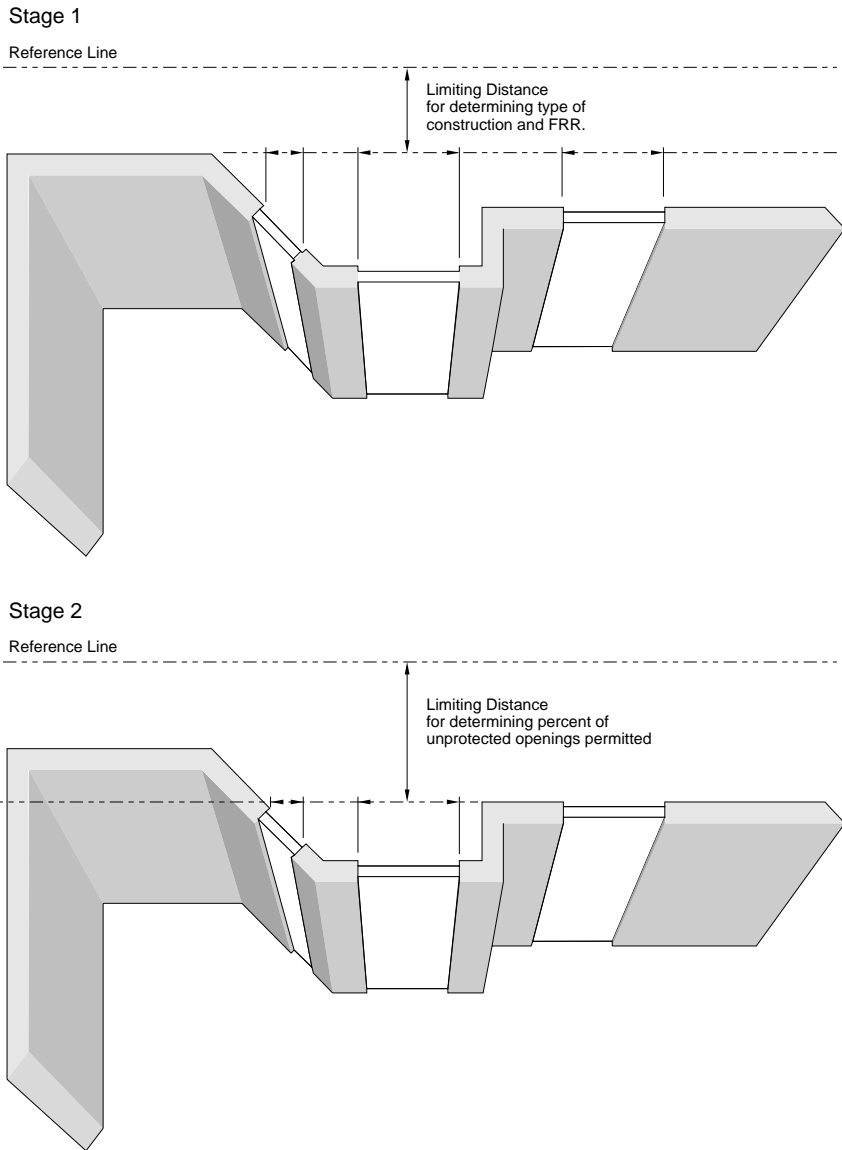 Stage 1
Reference Line
Limiting Distance
for determining type of
construction and FRR.
Stage 2
Reference Line
Limiting Distance
for determining percent of
unprotected openings permitted